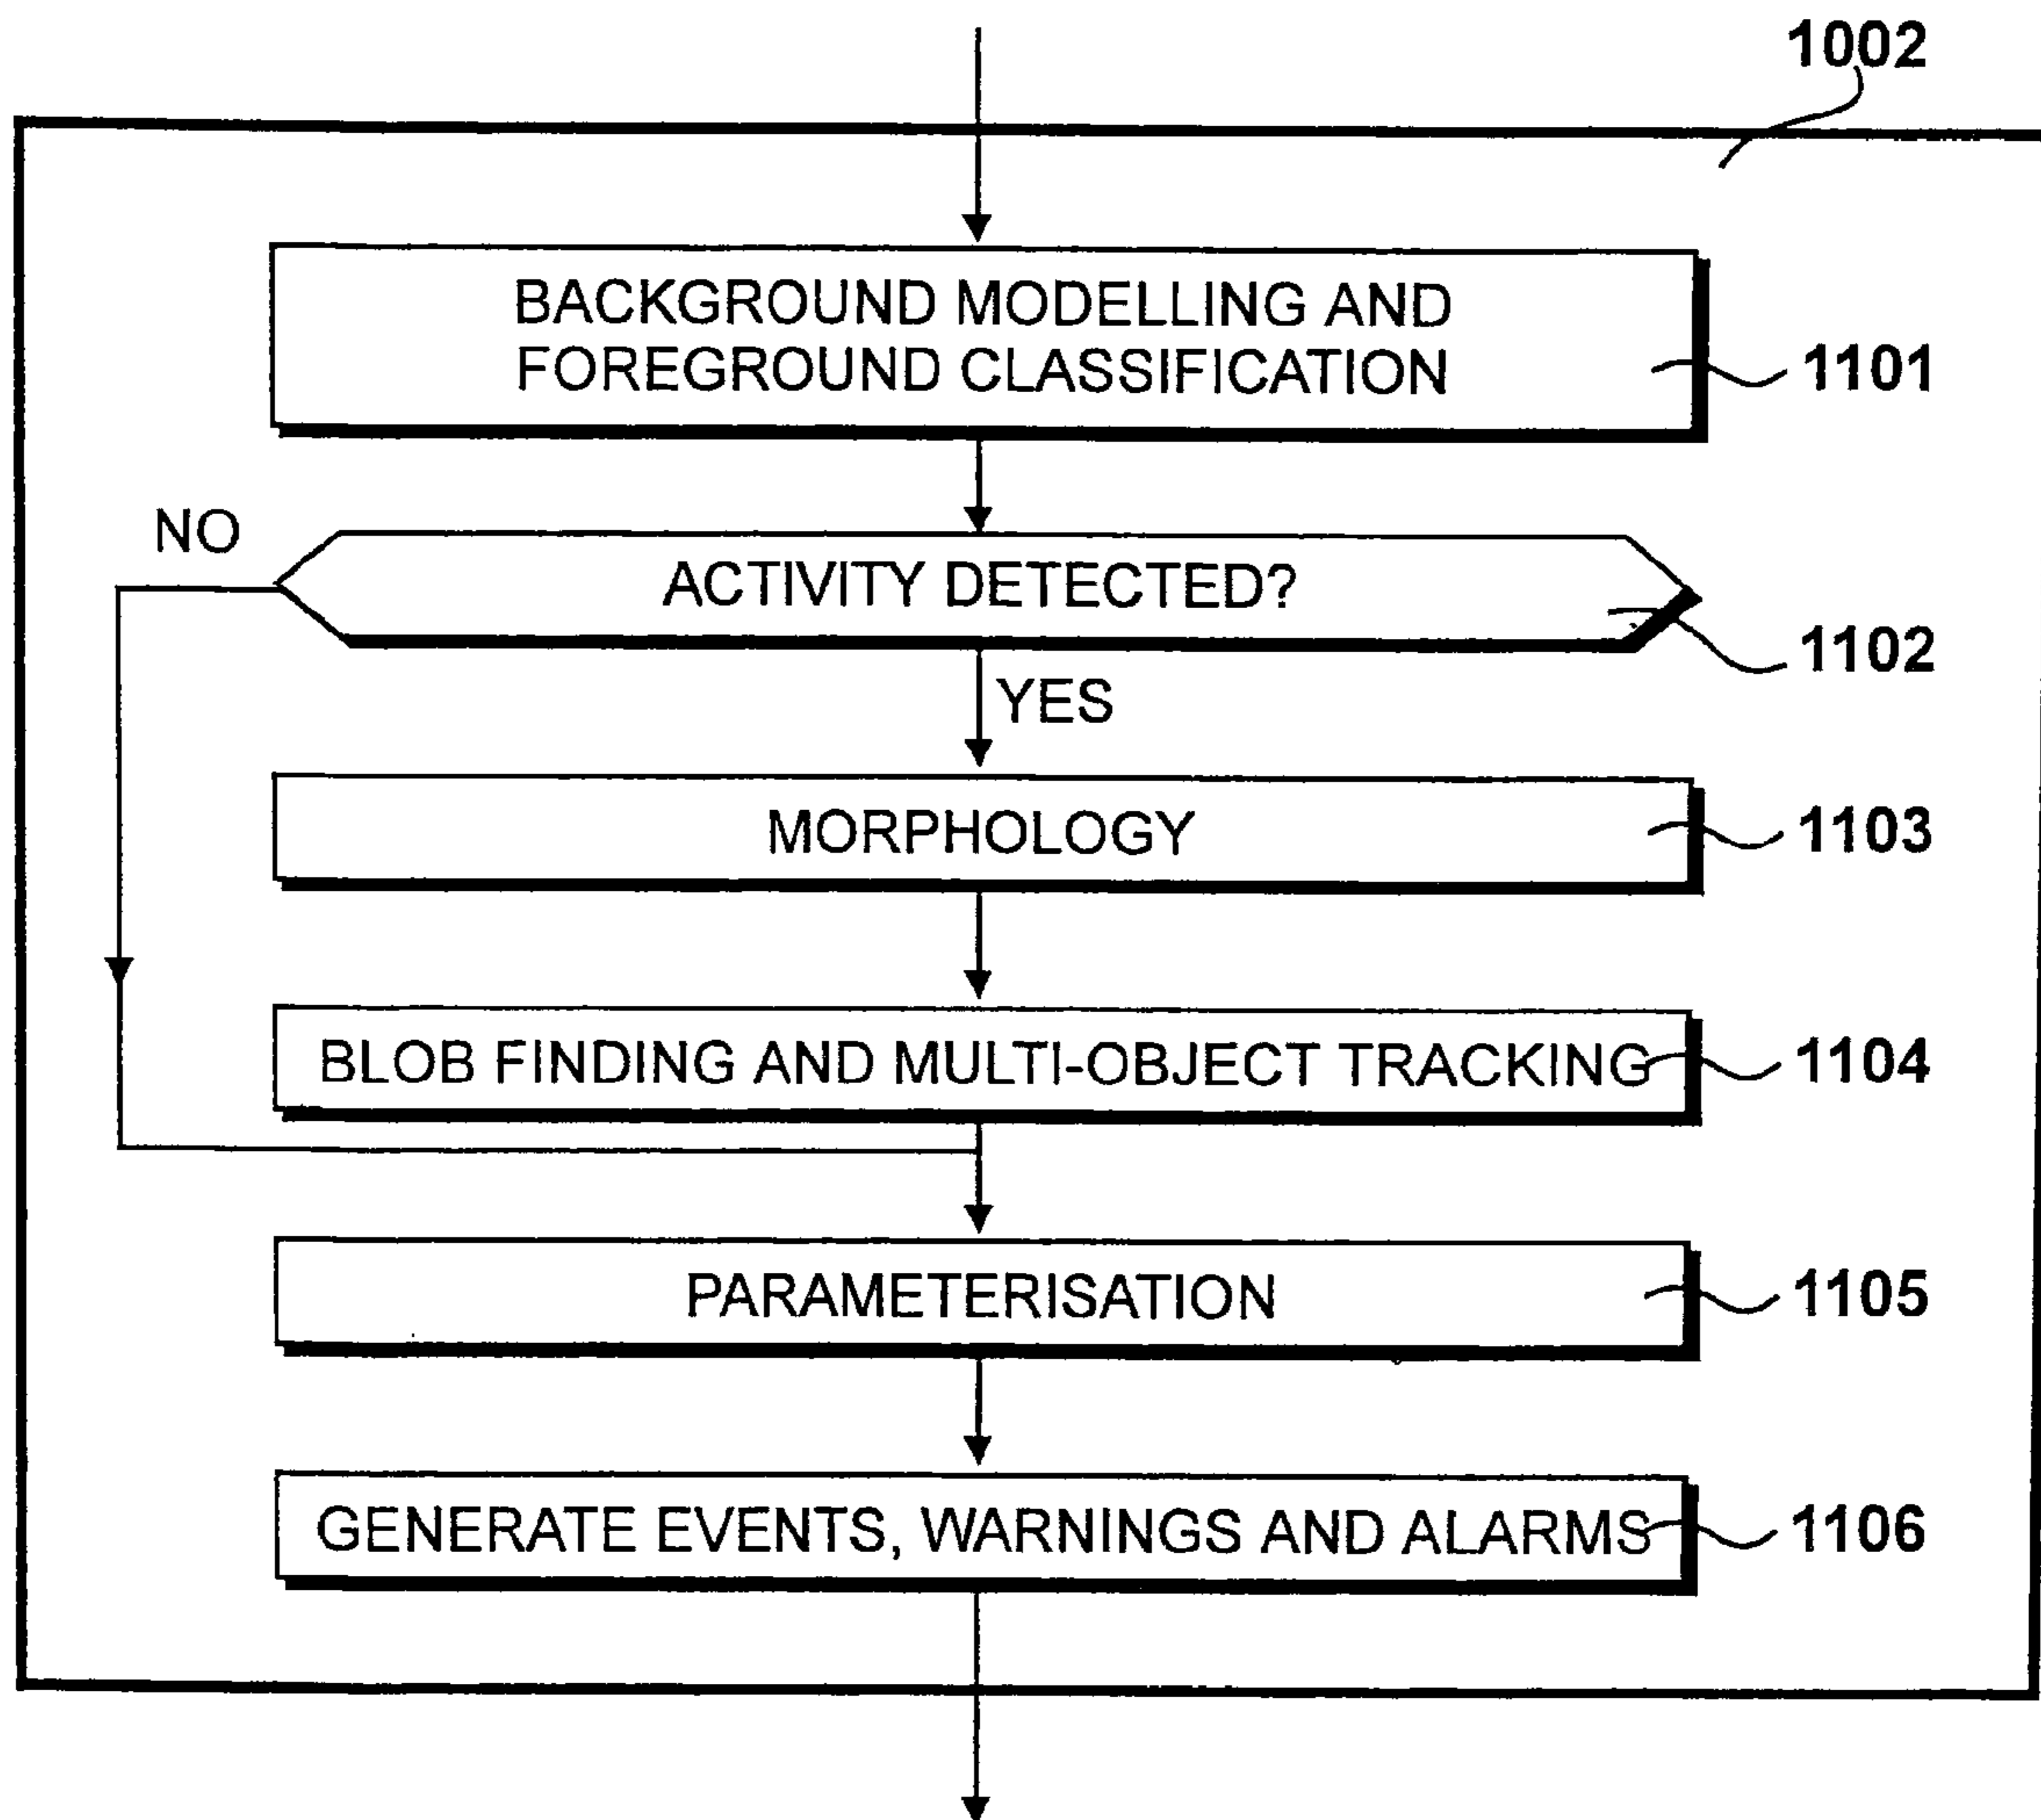 1002
BACKGROUND MODELLING AND
FOREGROUND CLASSIFICATION
1101
NO
ACTIVITY DETECTED?
1102
YES
MORPHOLOGY
1103
BLOB FINDING AND MULTI-OBJECT TRACKING
1104
PARAMETERISATION
1105
GENERATE EVENTS, WARNINGS AND ALARMS
1106